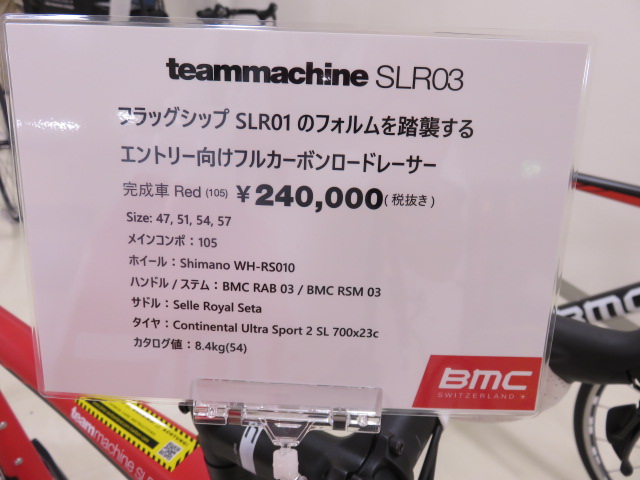 teammachine SLR03
フラッグシップ SLR01 のフォルムを踏襲する
エントリー向けフルカーボンロードレーサー
完成車 Red (105) ¥240,000(税抜き)
Size: 47, 51, 54, 57
メインコンポ：105
ホイール：Shimano WH-RS010
ハンドル / ステム：BMC RAB 03 / BMC RSM 03
サドル：Selle Royal Seta
タイヤ：Continental Ultra Sport 2 SL 700x23c
カタログ値：8.4kg(54)
BMC
SWITZERLAND
BMC
teammachine SLR